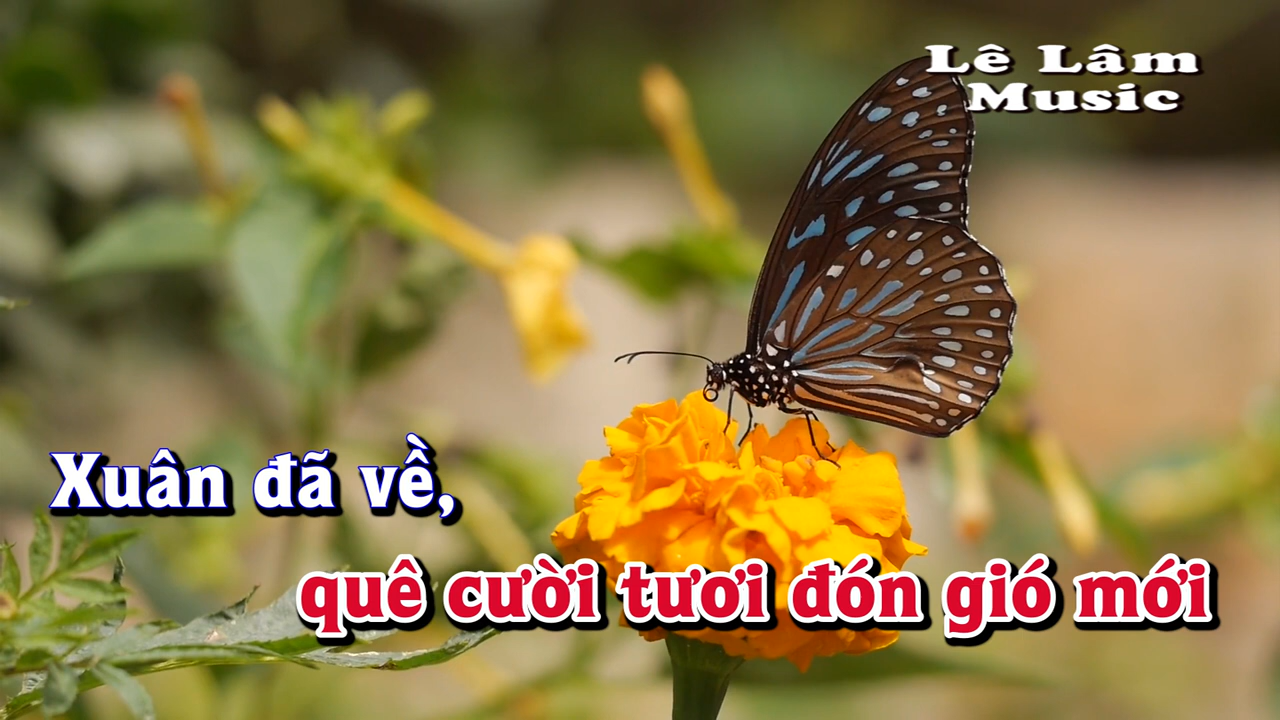 Lê Lâm
Music
Xuân đã về,
quê cười tươi đón gió mới